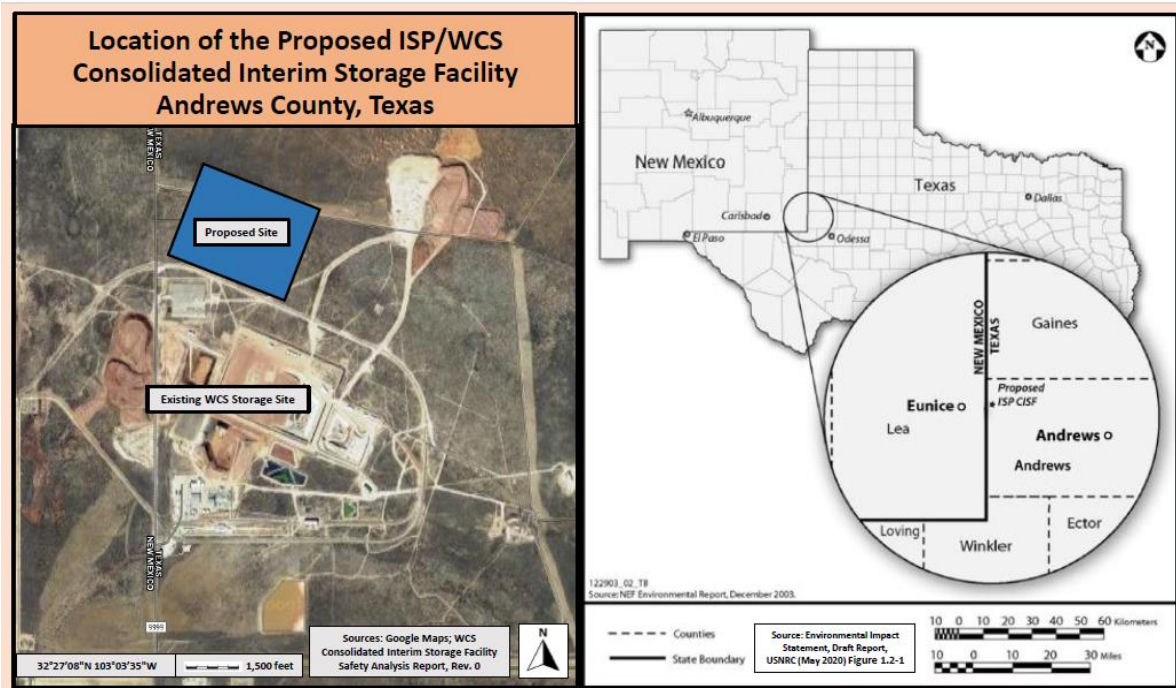 Location of the Proposed ISP/WCS
Consolidated Interim Storage Facility
Andrews County, Texas
TEXAS
NEW MEXICO
Proposed Site
Existing WCS Storage Site
TEXAS
NEW MEXICO
9999
32°27'08"N 103°03'35"W
1,500 feet
Sources: Google Maps; WCS
Consolidated Interim Storage Facility
Safety Analysis Report, Rev. 0
N
N
Albuquerque
New Mexico
Texas
Dallas
Carlsbad
El Paso
Odessa
NEW MEXICO
TEXAS
Gaines
Proposed
ISP CISF
Eunice
Lea
Andrews
Andrews
Loving
Winkler
Ector
122903_02_TB
Source: NEF Environmental Report, December 2003.
Counties
State Boundary
Source: Environmental Impact
Statement, Draft Report,
USNRC (May 2020) Figure 1.2-1
10 0 10 20 30 40 50 60 Kilometers
10 0 10 20 30 Miles